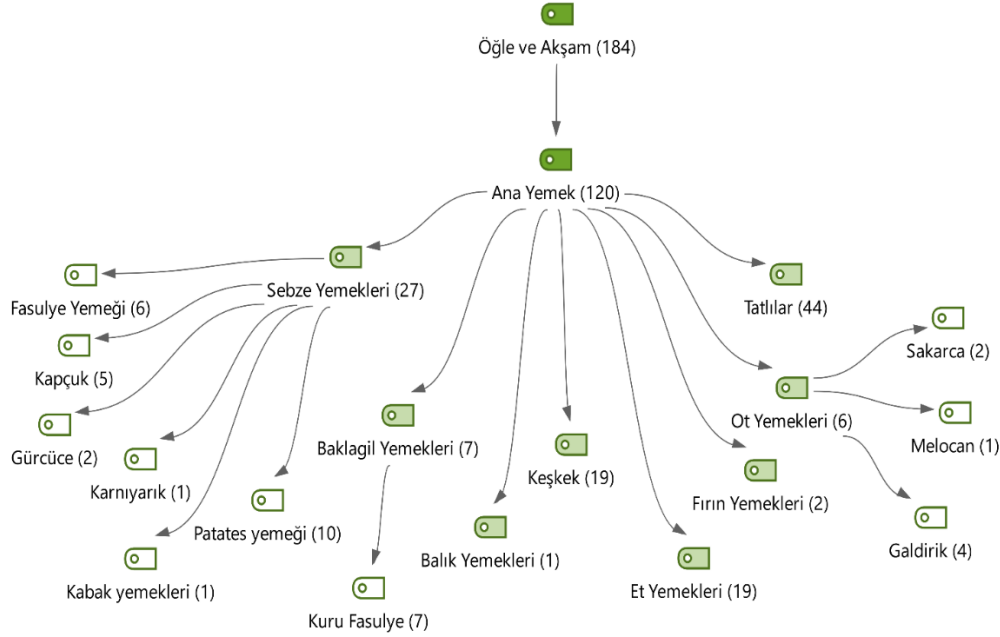 Öğle ve Akşam (184)
Ana Yemek (120)
Fasulye Yemeği (6)
Sebze Yemekleri (27)
Tatlılar (44)
Sakarca (2)
Kapçuk (5)
Ot Yemekleri (6)
Melocan (1)
Gürcüce (2)
Baklagil Yemekleri (7)
Keşkek (19)
Karnıyarık (1)
Fırın Yemekleri (2)
Patates yemeği (10)
Balık Yemekleri (1)
Galdirik (4)
Kabak yemekleri (1)
Et Yemekleri (19)
Kuru Fasulye (7)